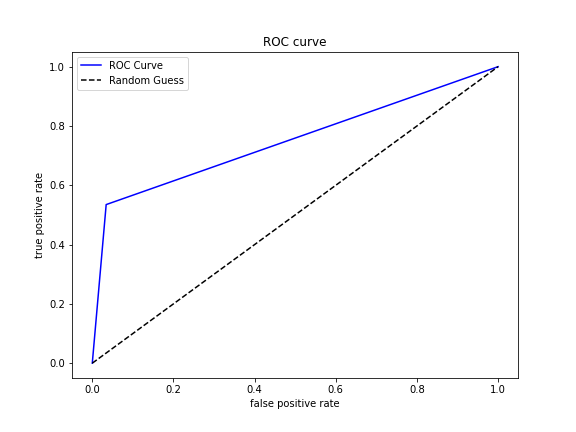 ROC curve
ROC Curve
Random Guess
true positive rate
1.0
0.8
0.6
0.4
0.2
0.0
0.0 0.2 0.4 0.6 0.8 1.0
false positive rate